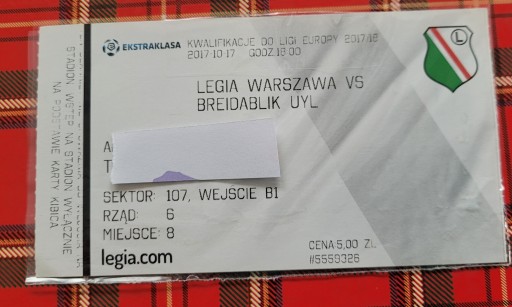 EKSTRAKLASA
KWALIFIKACJE DO LIGI EUROPY 2017/18
2017-10-17 GODZ.18:00
L
LEGIA WARSZAWA VS
BREIDABLIK UYL
SEKTOR: 107, WEJSCIE B1
RZĄD: 6
MIEJSCE: 8
legia.com
CENA 5,00 ZŁ
#5559326
STADION. WSTĘP NA STADION WYŁĄCZNIE
NA PODSTAWIE KARTY KIBICA